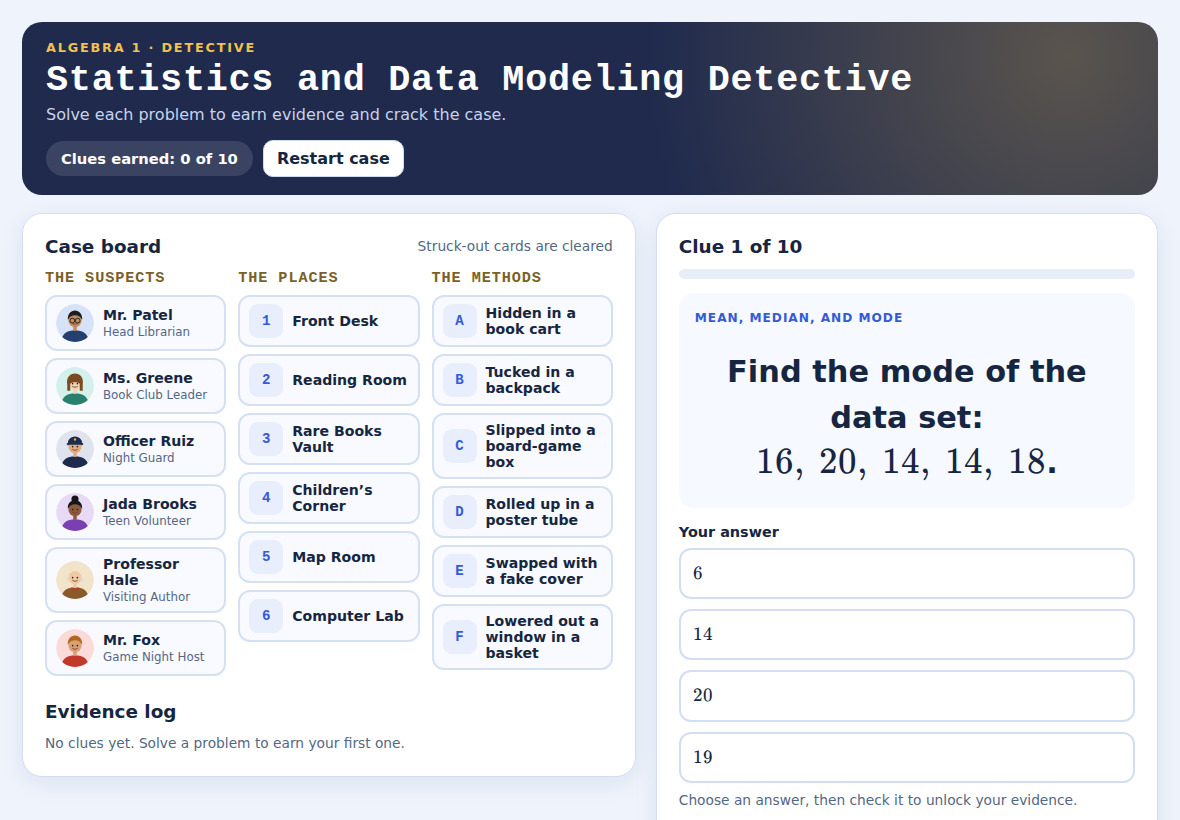 ALGEBRA 1 · DETECTIVE
Statistics and Data Modeling Detective
Solve each problem to earn evidence and crack the case.
Clues earned: 0 of 10
Restart case
Case board
Struck-out cards are cleared
THE SUSPECTS
Mr. Patel
Head Librarian
Ms. Greene
Book Club Leader
Officer Ruiz
Night Guard
Jada Brooks
Teen Volunteer
Professor
Hale
Visiting Author
Mr. Fox
Game Night Host
THE PLACES
1 Front Desk
2 Reading Room
3 Rare Books
Vault
4 Children’s
Corner
5 Map Room
6 Computer Lab
THE METHODS
A Hidden in a
book cart
B Tucked in a
backpack
C Slipped into a
board-game
box
D Rolled up in a
poster tube
E Swapped with
a fake cover
F Lowered out a
window in a
basket
Evidence log
No clues yet. Solve a problem to earn your first one.
Clue 1 of 10
MEAN, MEDIAN, AND MODE
Find the mode of the
data set:
16, 20, 14, 14, 18.
Your answer
6
14
20
19
Choose an answer, then check it to unlock your evidence.